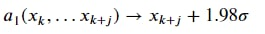 a₁(xₖ, . . . xₖ₊ⱼ) → xₖ₊ⱼ + 1.98σ